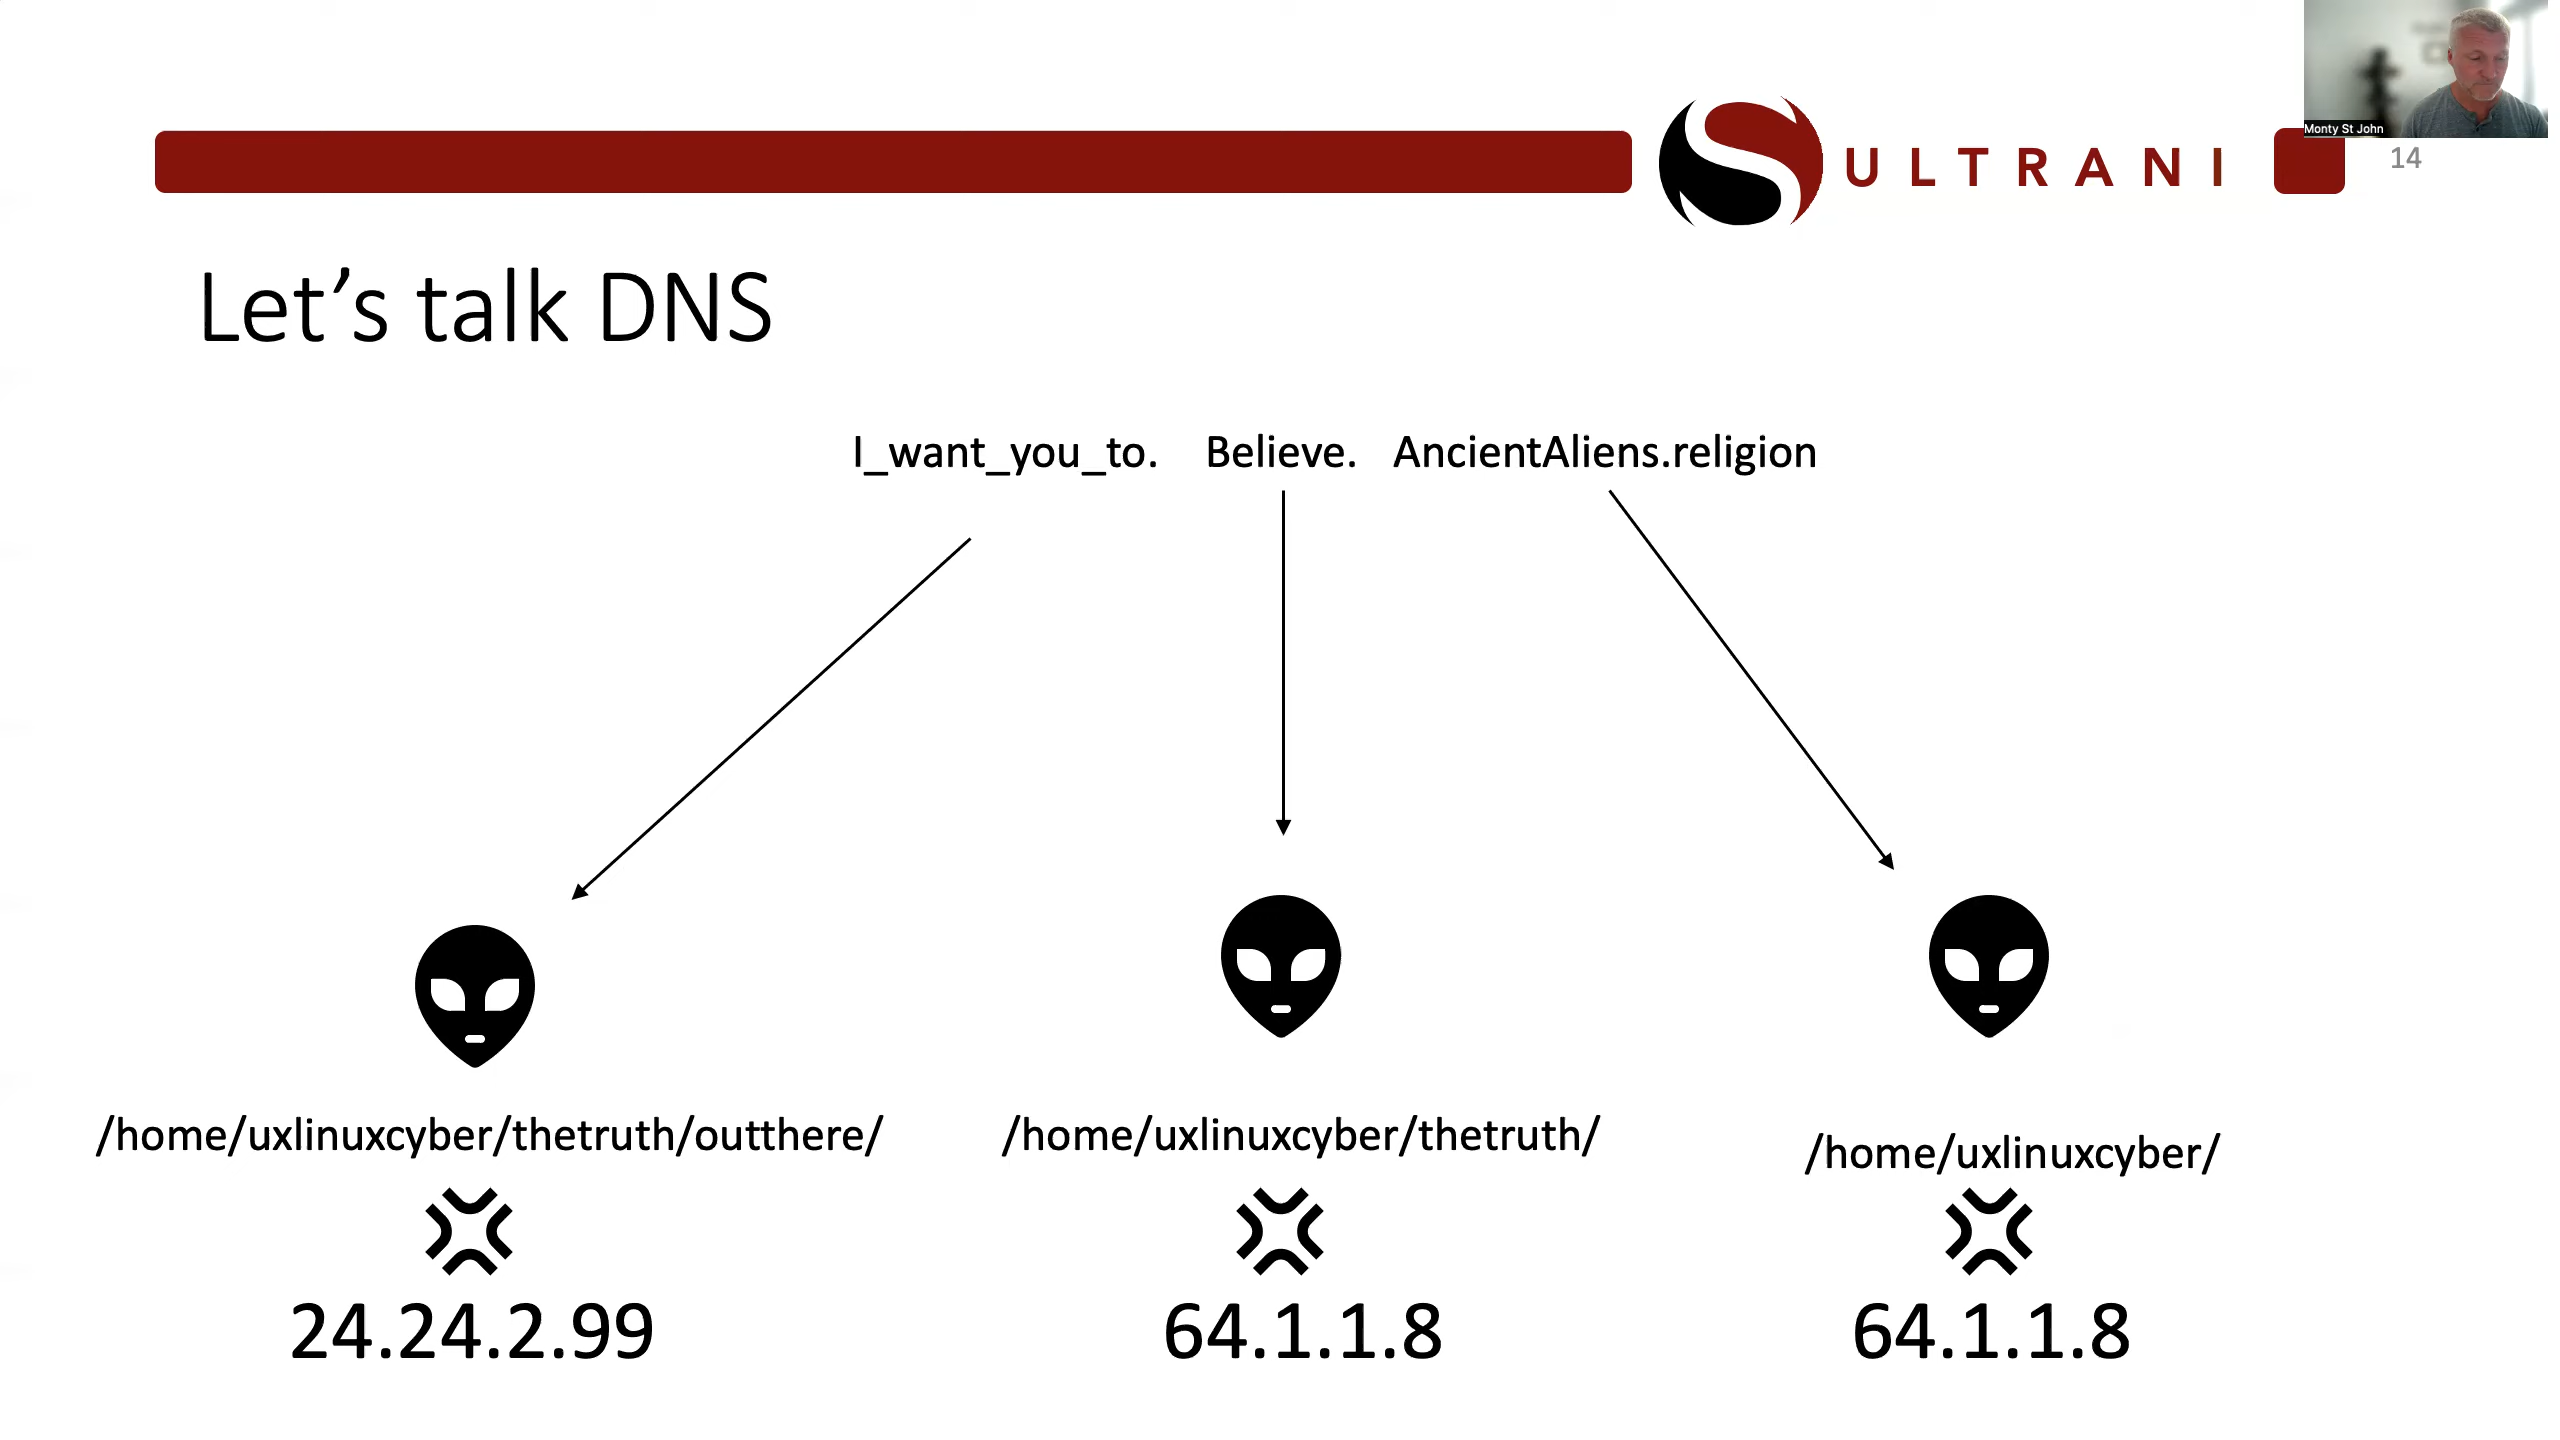 Monty St John
SULTRANI
14
Let’s talk DNS
I_want_you_to. Believe. AncientAliens.religion
/home/uxlinuxcyber/thetruth/outthere/
/home/uxlinuxcyber/thetruth/
/home/uxlinuxcyber/
24.24.2.99
64.1.1.8
64.1.1.8